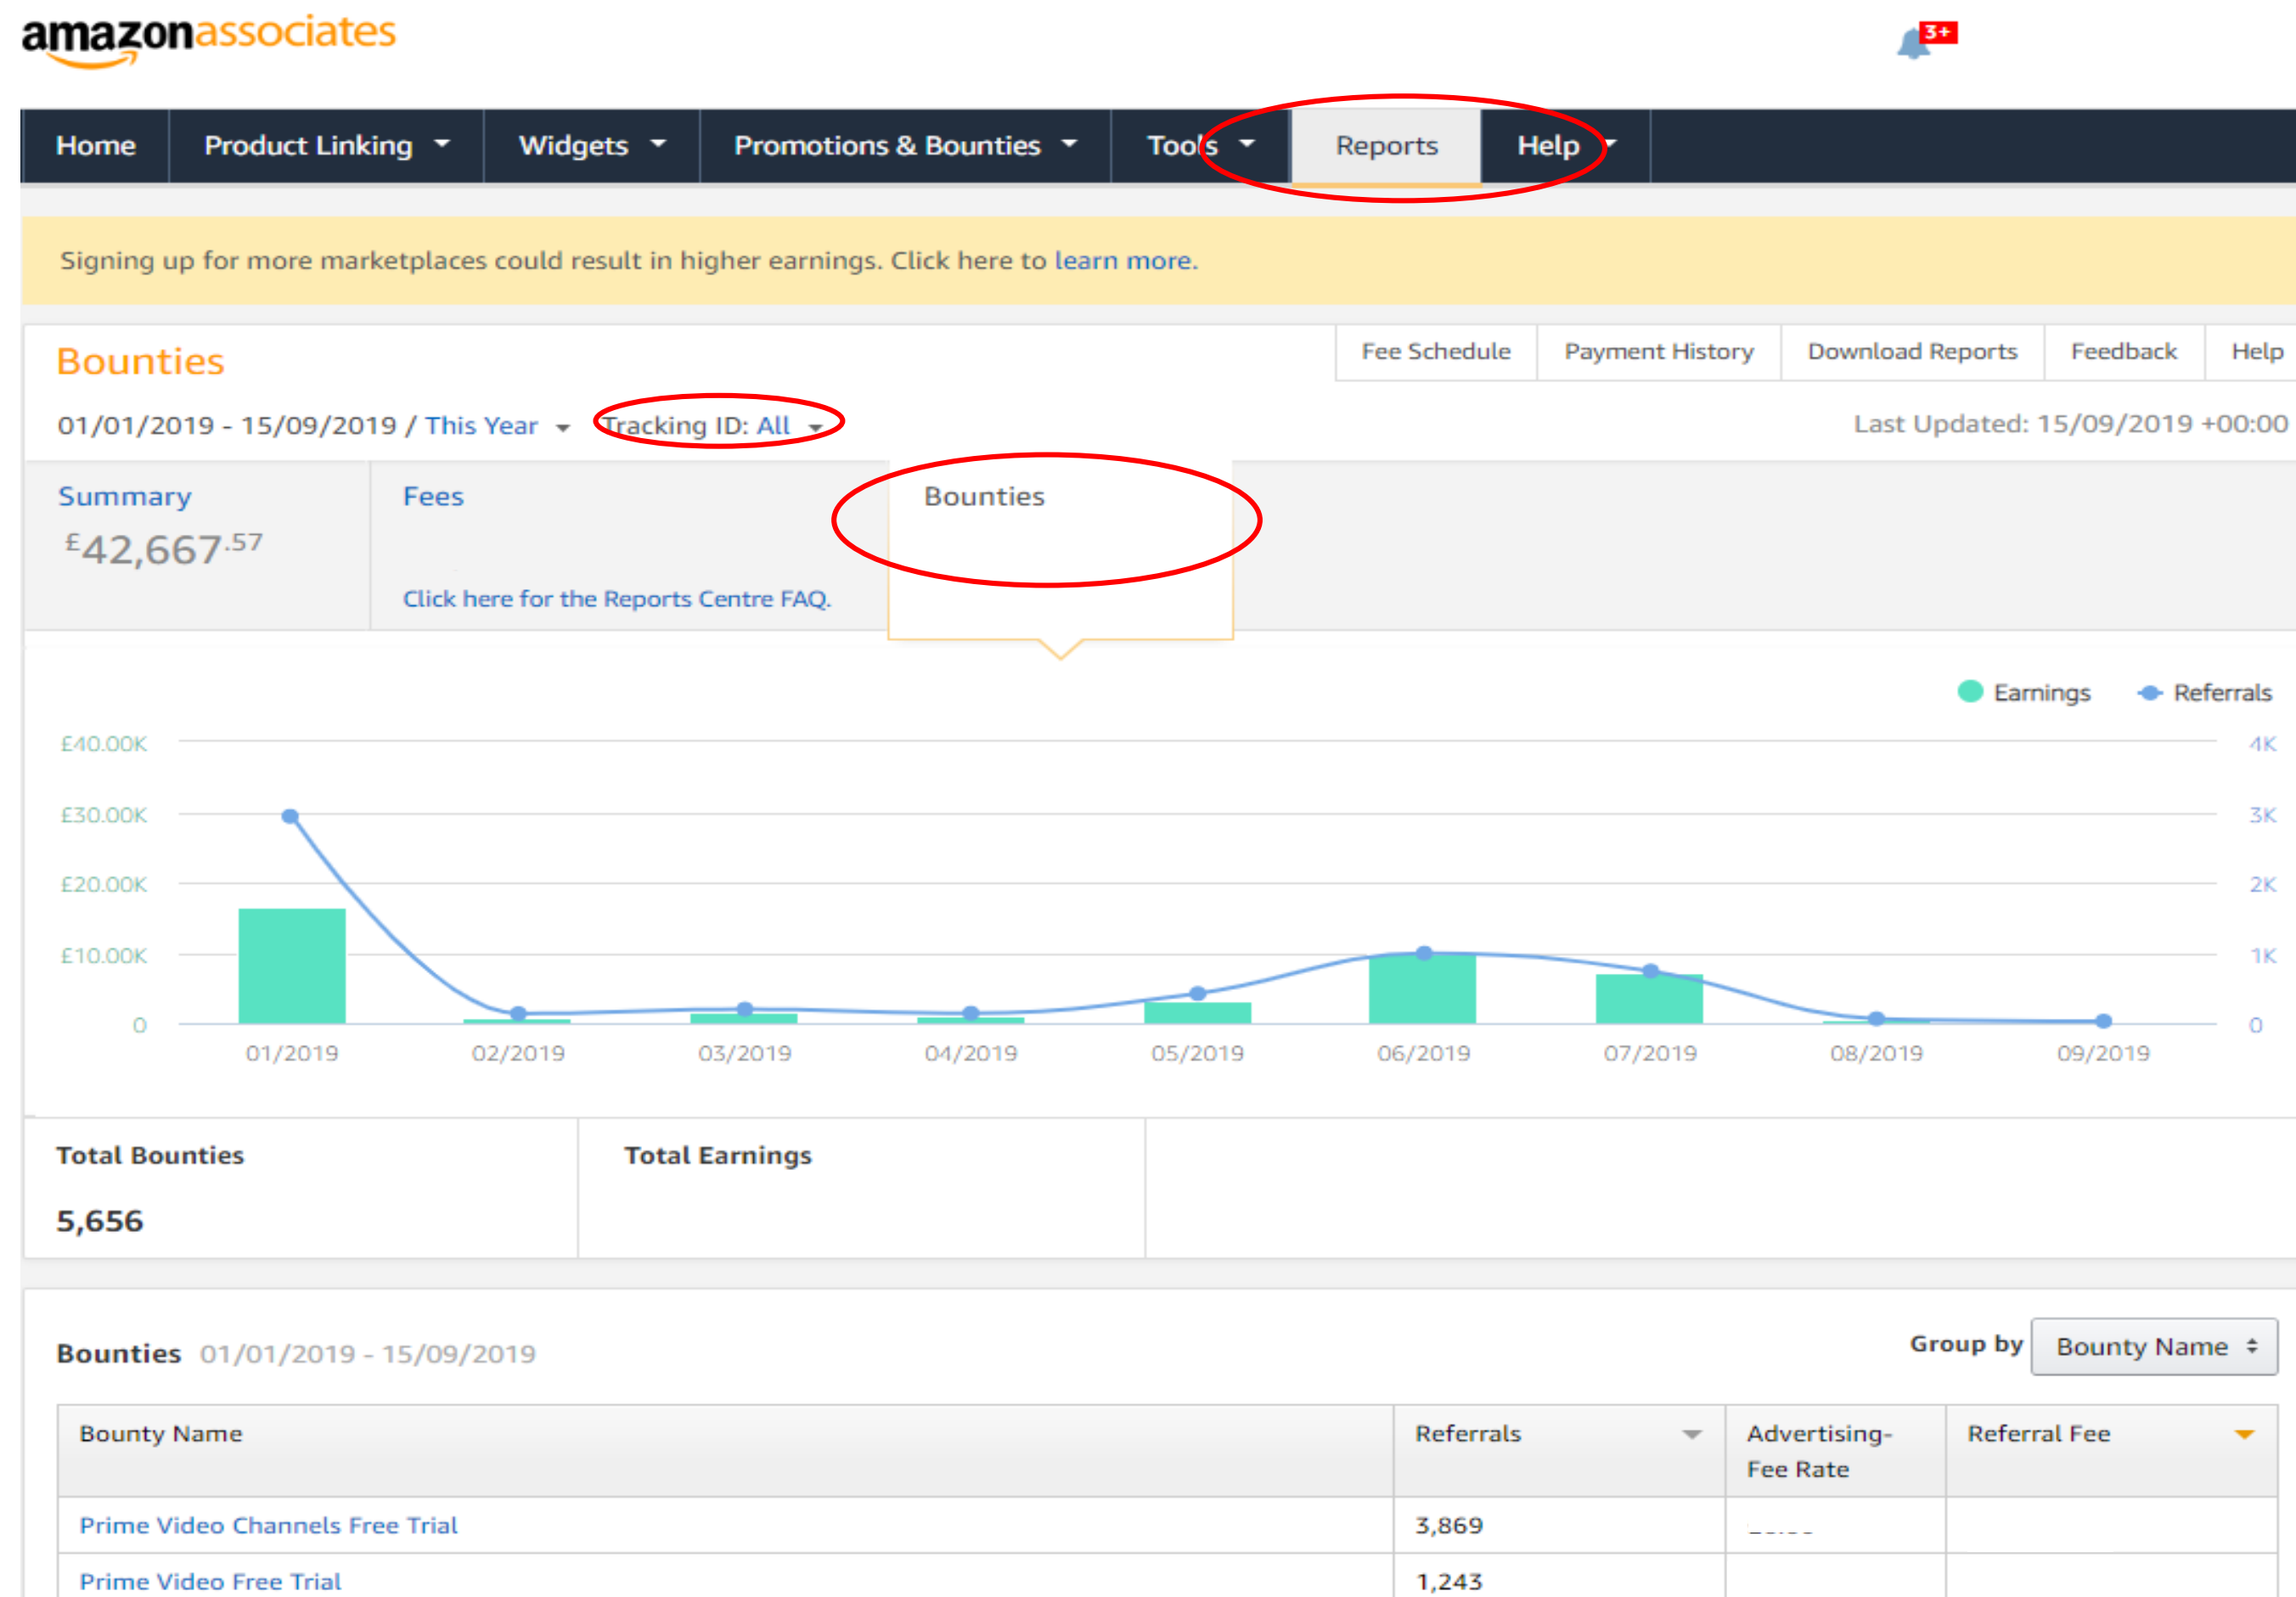 amazonassociates
3+
Home Product Linking Widgets Promotions & Bounties Tools Reports Help
Signing up for more marketplaces could result in higher earnings. Click here to learn more.
Bounties
Fee Schedule Payment History Download Reports Feedback Help
01/01/2019 - 15/09/2019 / This Year Tracking ID: All
Last Updated: 15/09/2019 +00:00
Summary Fees Bounties
£42,667.57
Click here for the Reports Centre FAQ.
Earnings Referrals
£40.00K 4K
£30.00K 3K
£20.00K 2K
£10.00K 1K
0 0
01/2019 02/2019 03/2019 04/2019 05/2019 06/2019 07/2019 08/2019 09/2019
Total Bounties Total Earnings
5,656
Bounties 01/01/2019 - 15/09/2019
Group by Bounty Name
Bounty Name Referrals Advertising-
Fee Rate Referral Fee
Prime Video Channels Free Trial 3,869
Prime Video Free Trial 1,243